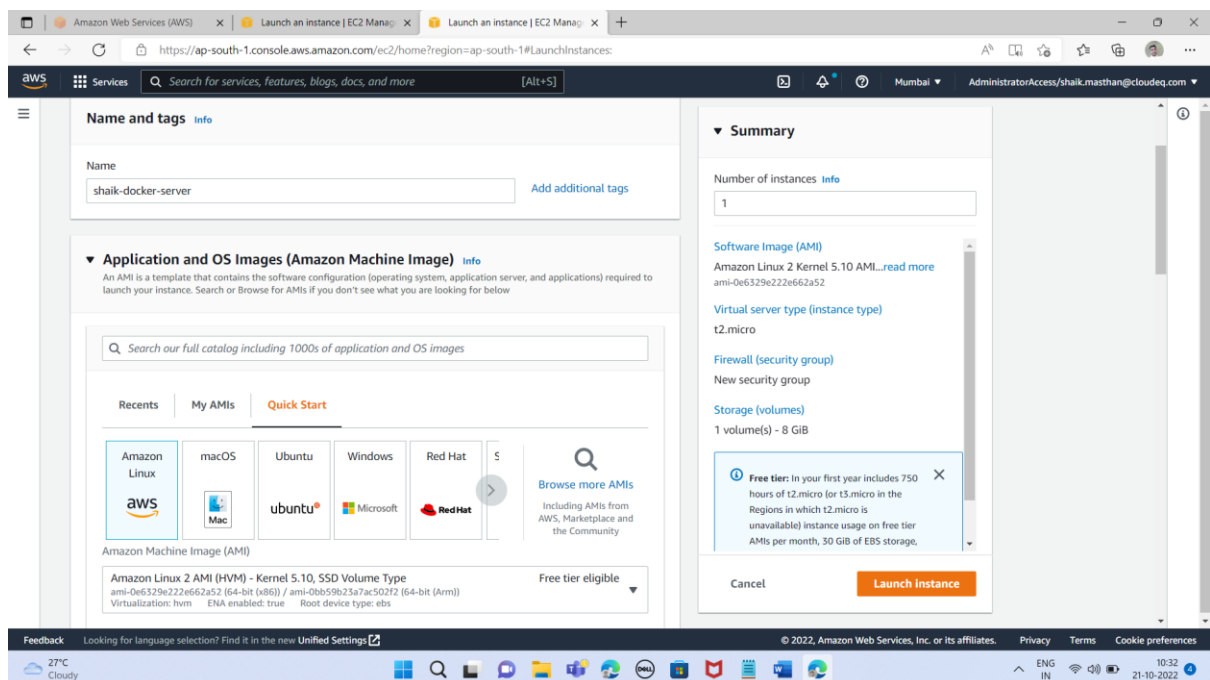 Amazon Web Services (AWS)
Launch an instance | EC2 Manag
Launch an instance | EC2 Manag
https://ap-south-1.console.aws.amazon.com/ec2/home?region=ap-south-1#LaunchInstances:
aws
Services
Search for services, features, blogs, docs, and more
[Alt+S]
Mumbai
AdministratorAccess/shaik.masthan@cloudeq.com
Name and tags Info
Name
shaik-docker-server
Add additional tags
Application and OS Images (Amazon Machine Image) Info
An AMI is a template that contains the software configuration (operating system, application server, and applications) required to
launch your instance. Search or Browse for AMIs if you don't see what you are looking for below
Search our full catalog including 1000s of application and OS images
Recents
My AMIs
Quick Start
Amazon
Linux
aws
macOS
Mac
Ubuntu
ubuntu
Windows
Microsoft
Red Hat
Red Hat
S
Browse more AMIs
Including AMIs from
AWS, Marketplace and
the Community
Amazon Machine Image (AMI)
Amazon Linux 2 AMI (HVM) - Kernel 5.10, SSD Volume Type
Free tier eligible
ami-0e6329e222e662a52 (64-bit (x86)) / ami-0bb59b23a7ac502f2 (64-bit (Arm))
Virtualization: hvm ENA enabled: true Root device type: ebs
Summary
Number of instances Info
1
Software Image (AMI)
Amazon Linux 2 Kernel 5.10 AMI...read more
ami-0e6329e222e662a52
Virtual server type (instance type)
t2.micro
Firewall (security group)
New security group
Storage (volumes)
1 volume(s) - 8 GiB
Free tier: In your first year includes 750
hours of t2.micro (or t3.micro in the
Regions in which t2.micro is
unavailable) instance usage on free tier
AMIs per month, 30 GiB of EBS storage,
Cancel
Launch instance
Feedback
Looking for language selection? Find it in the new Unified Settings
© 2022, Amazon Web Services, Inc. or its affiliates.
Privacy
Terms
Cookie preferences
27°C
Cloudy
DELL
ENG
IN
10:32
21-10-2022
4